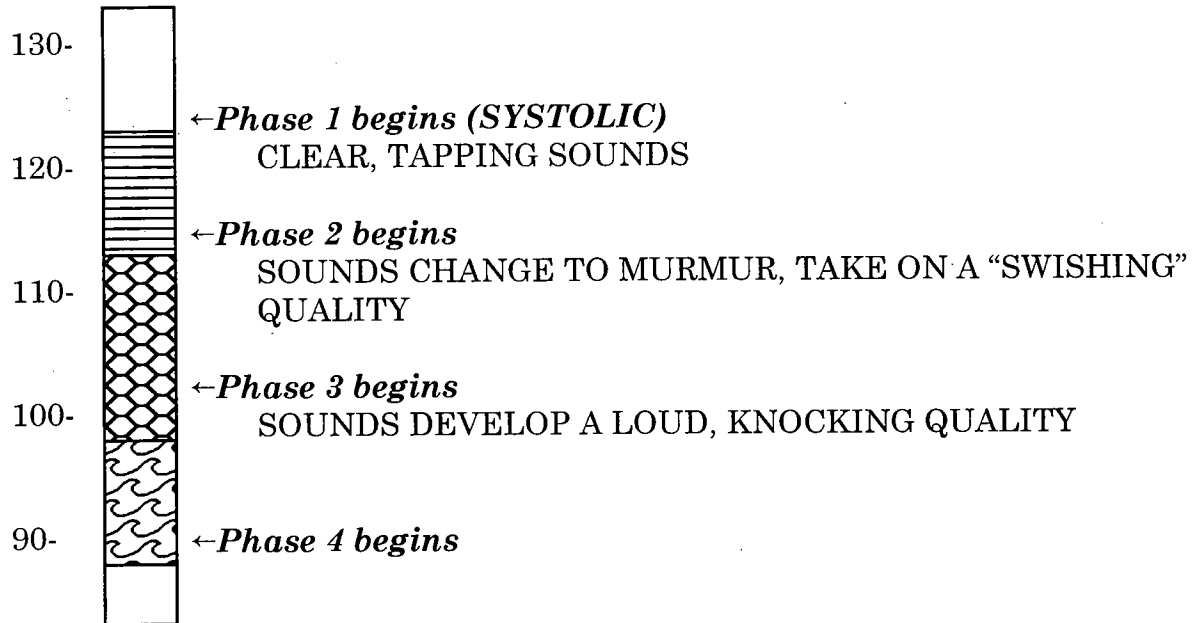 130-
←Phase 1 begins (SYSTOLIC)
CLEAR, TAPPING SOUNDS
120-
←Phase 2 begins
SOUNDS CHANGE TO MURMUR, TAKE ON A “SWISHING”
110-
QUALITY
←Phase 3 begins
100-
SOUNDS DEVELOP A LOUD, KNOCKING QUALITY
90-
←Phase 4 begins